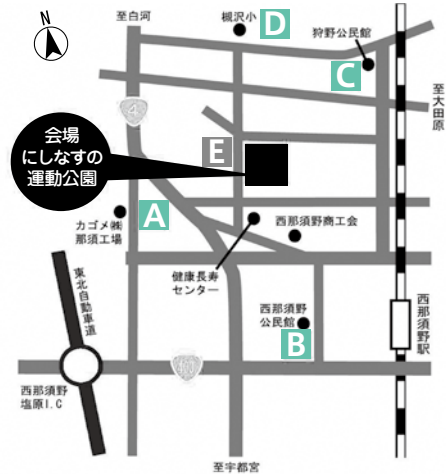 N
至白河
槻沢小
D
狩野公民館
C
至大田原
4
会場
にしなすの
運動公園
E
A
カゴメ㈱
那須工場
西那須野商工会
健康長寿
センター
東北自動車道
西那須野
公民館
B
西那須野駅
西那須野
塩原I.C
至宇都宮